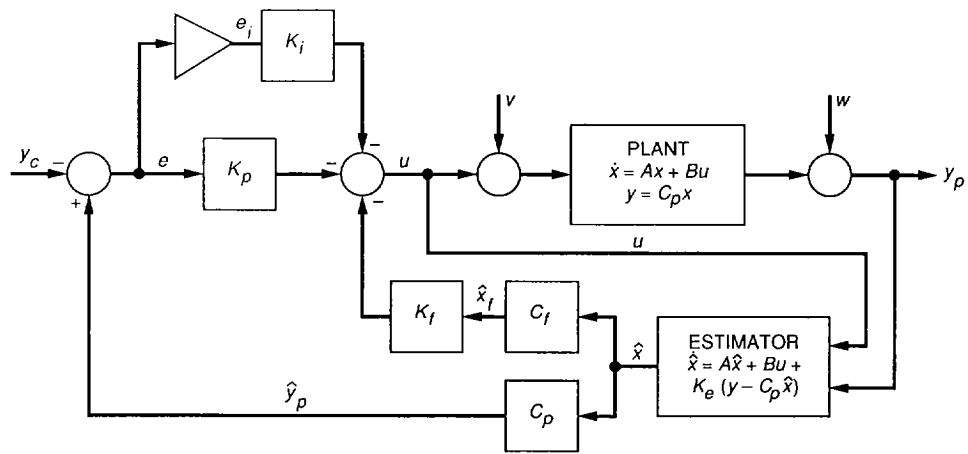 e_i
K_i
v
w
y_c
−
e
K_p
−
−
u
PLANT
ẋ = Ax + Bu
y = C_p x
y_p
+
−
u
K_f
x̂_f
C_f
x̂
ESTIMATOR
x̂̇ = Ax̂ + Bu +
K_e (y − C_p x̂)
ŷ_p
C_p